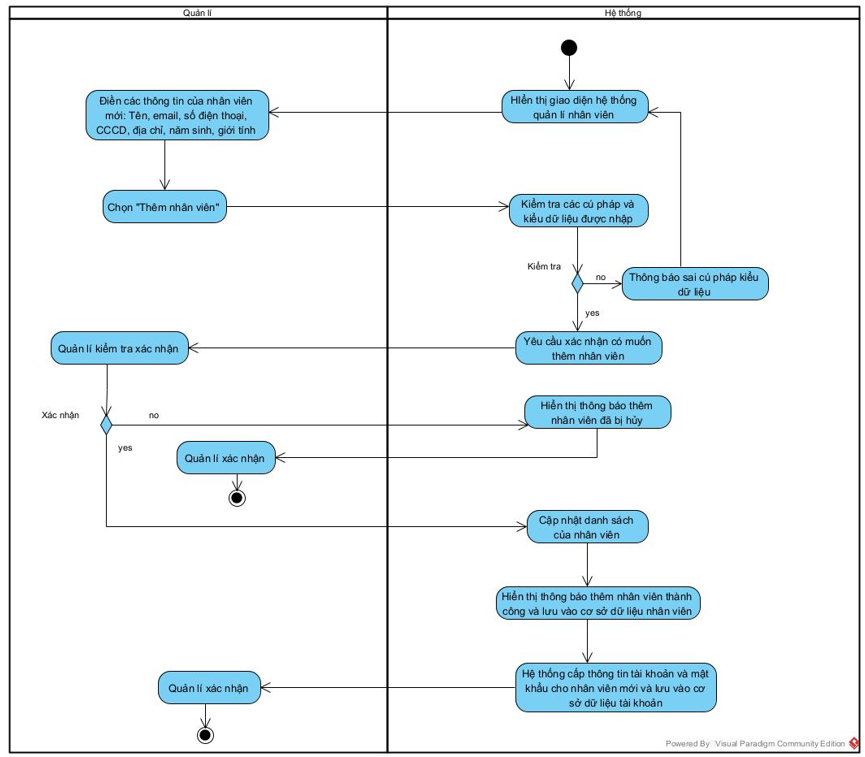 Quản lí
Hệ thống
HIển thị giao diện hệ thống
quản lí nhân viên
Điền các thông tin của nhân viên
mới: Tên, email, số điện thoại,
CCCD, địa chỉ, năm sinh, giới tính
Chọn "Thêm nhân viên"
Kiểm tra các cú pháp và
kiểu dữ liệu được nhập
Kiểm tra
no
Thông báo sai cú pháp kiểu
dữ liệu
yes
Yêu cầu xác nhận có muốn
thêm nhân viên
Quản lí kiểm tra xác nhận
Xác nhận
no
Hiển thị thông báo thêm
nhân viên đã bị hủy
yes
Quản lí xác nhận
Cập nhật danh sách
của nhân viên
Hiển thị thông báo thêm nhân viên thành
công và lưu vào cơ sở dữ liệu nhân viên
Hệ thống cấp thông tin tài khoản và mật
khẩu cho nhân viên mới và lưu vào cơ
sở dữ liệu tài khoản
Quản lí xác nhận
Powered By: Visual Paradigm Community Edition